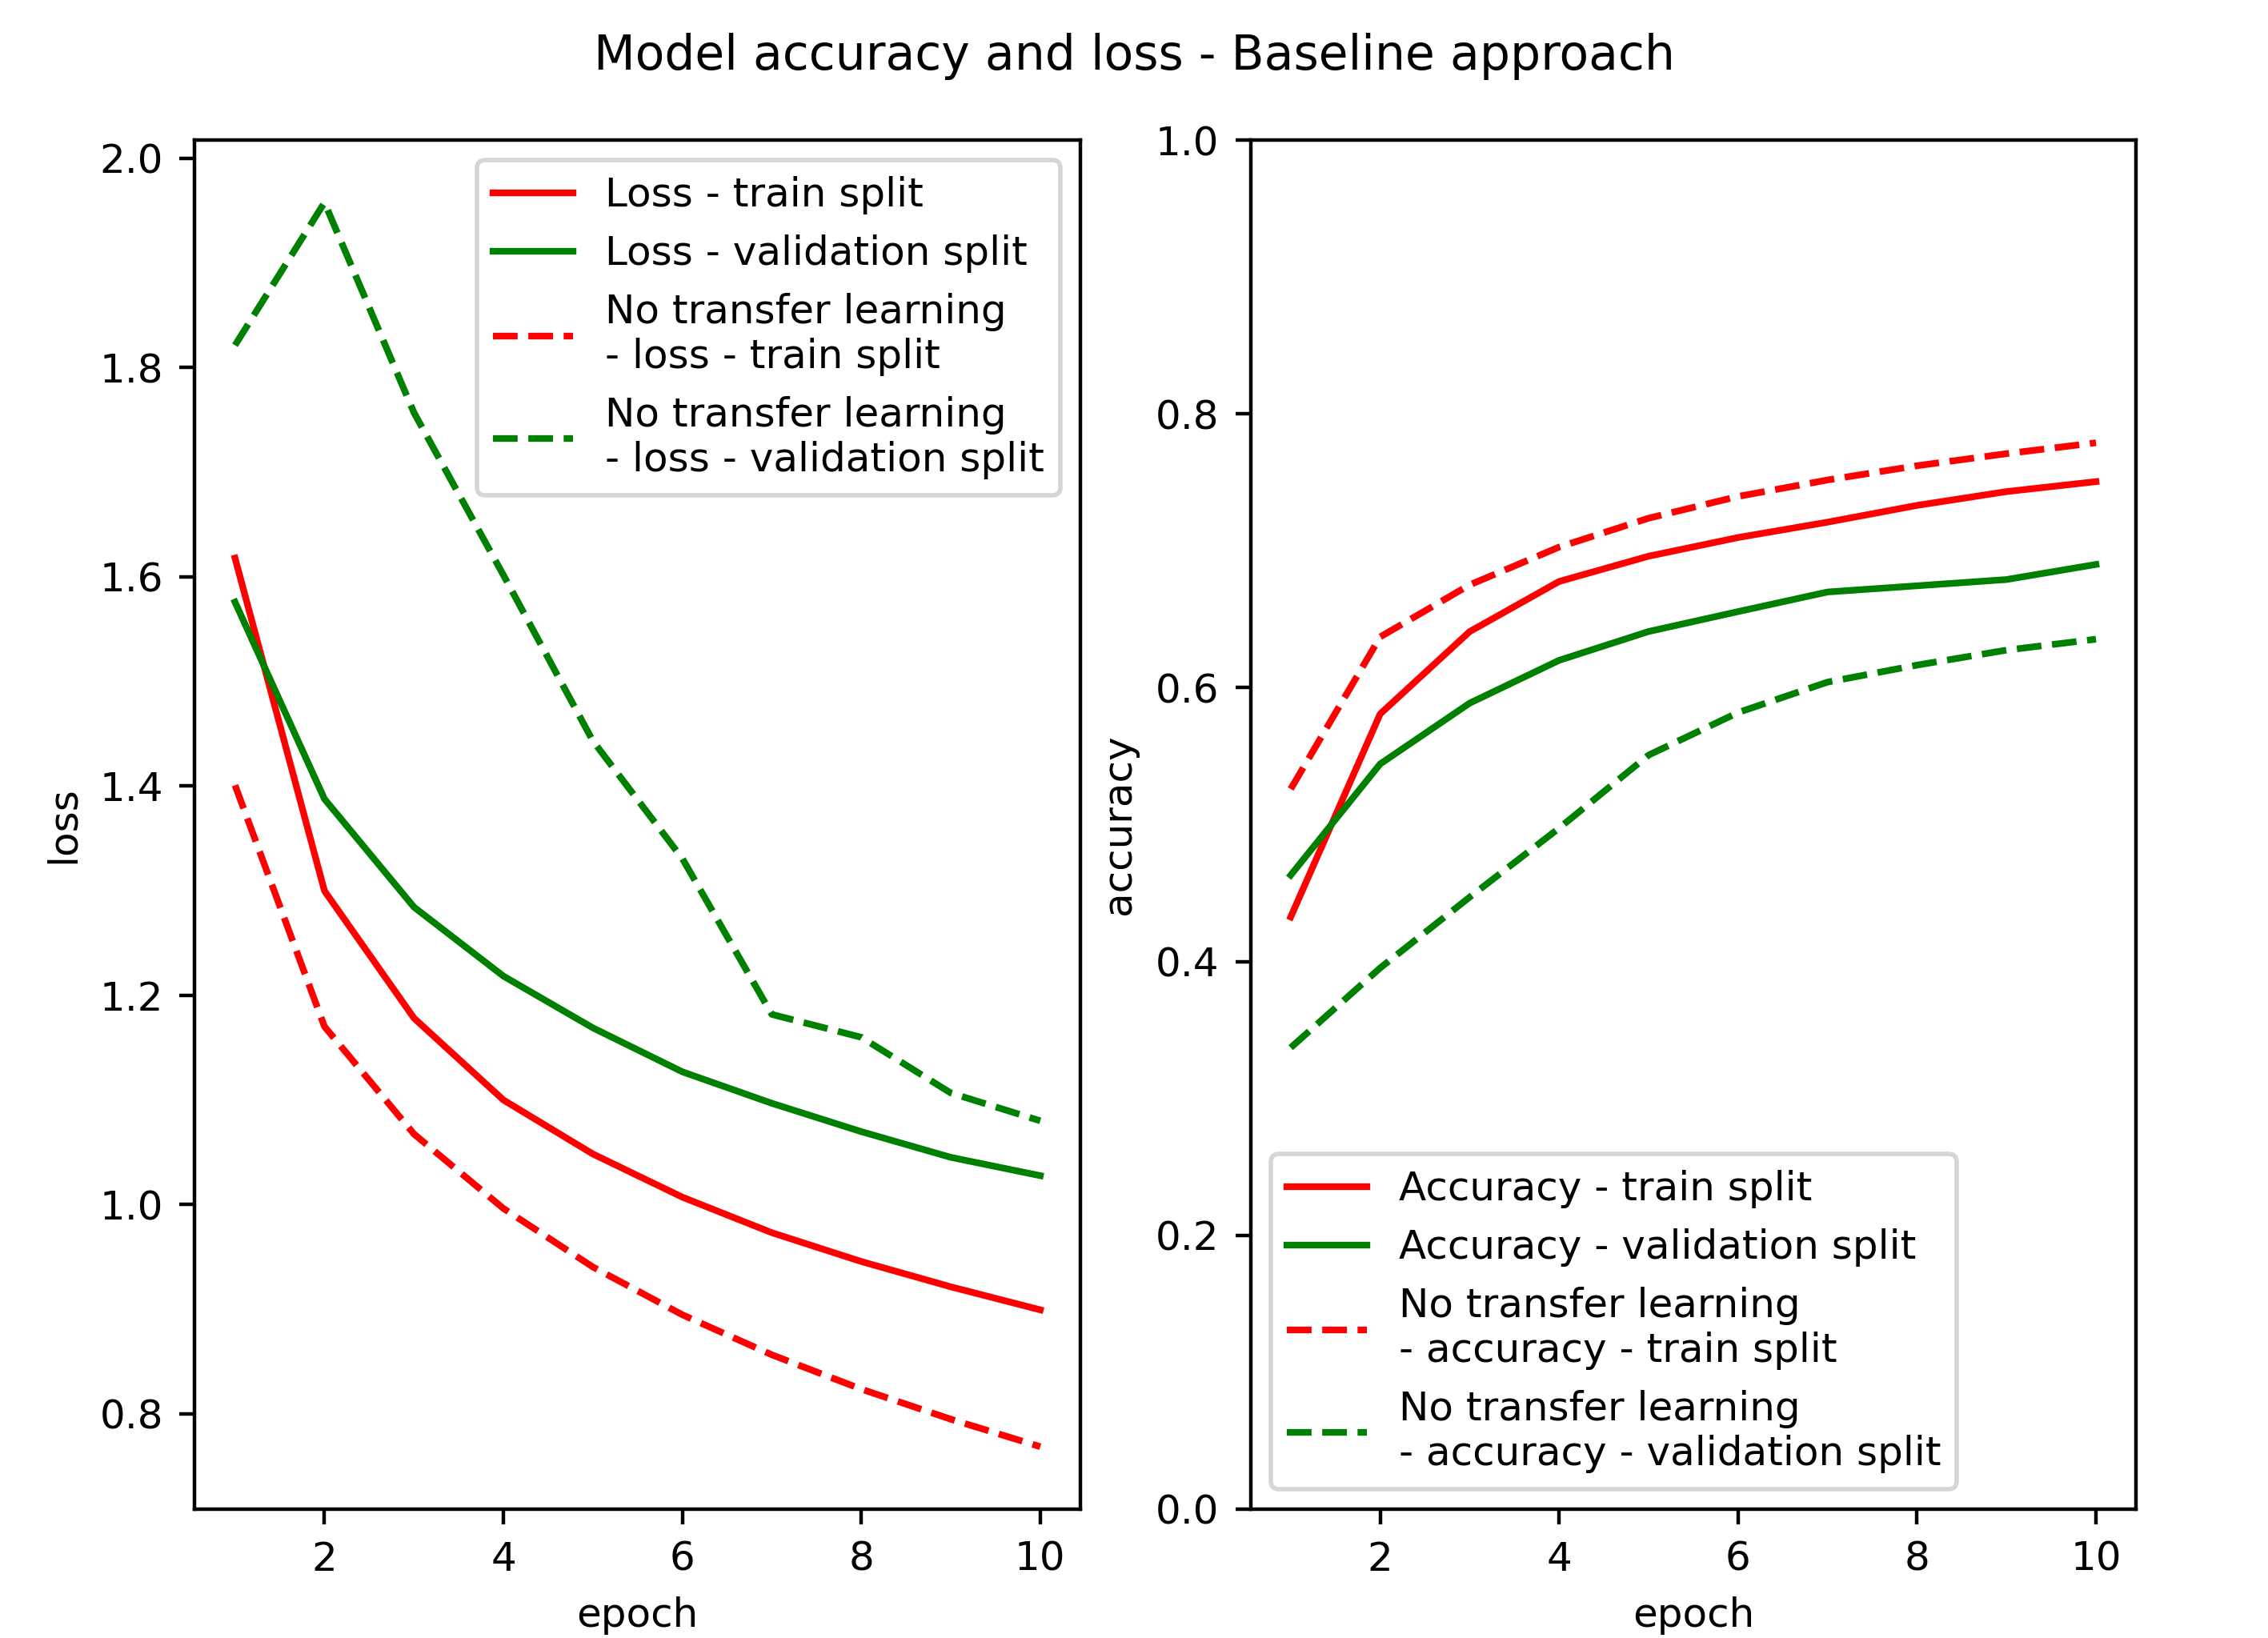 Model accuracy and loss - Baseline approach
2.0
1.8
1.6
1.4
1.2
1.0
0.8
loss
Loss - train split
Loss - validation split
No transfer learning
- loss - train split
No transfer learning
- loss - validation split
2
4
6
8
10
epoch
1.0
0.8
0.6
0.4
0.2
0.0
accuracy
Accuracy - train split
Accuracy - validation split
No transfer learning
- accuracy - train split
No transfer learning
- accuracy - validation split
2
4
6
8
10
epoch